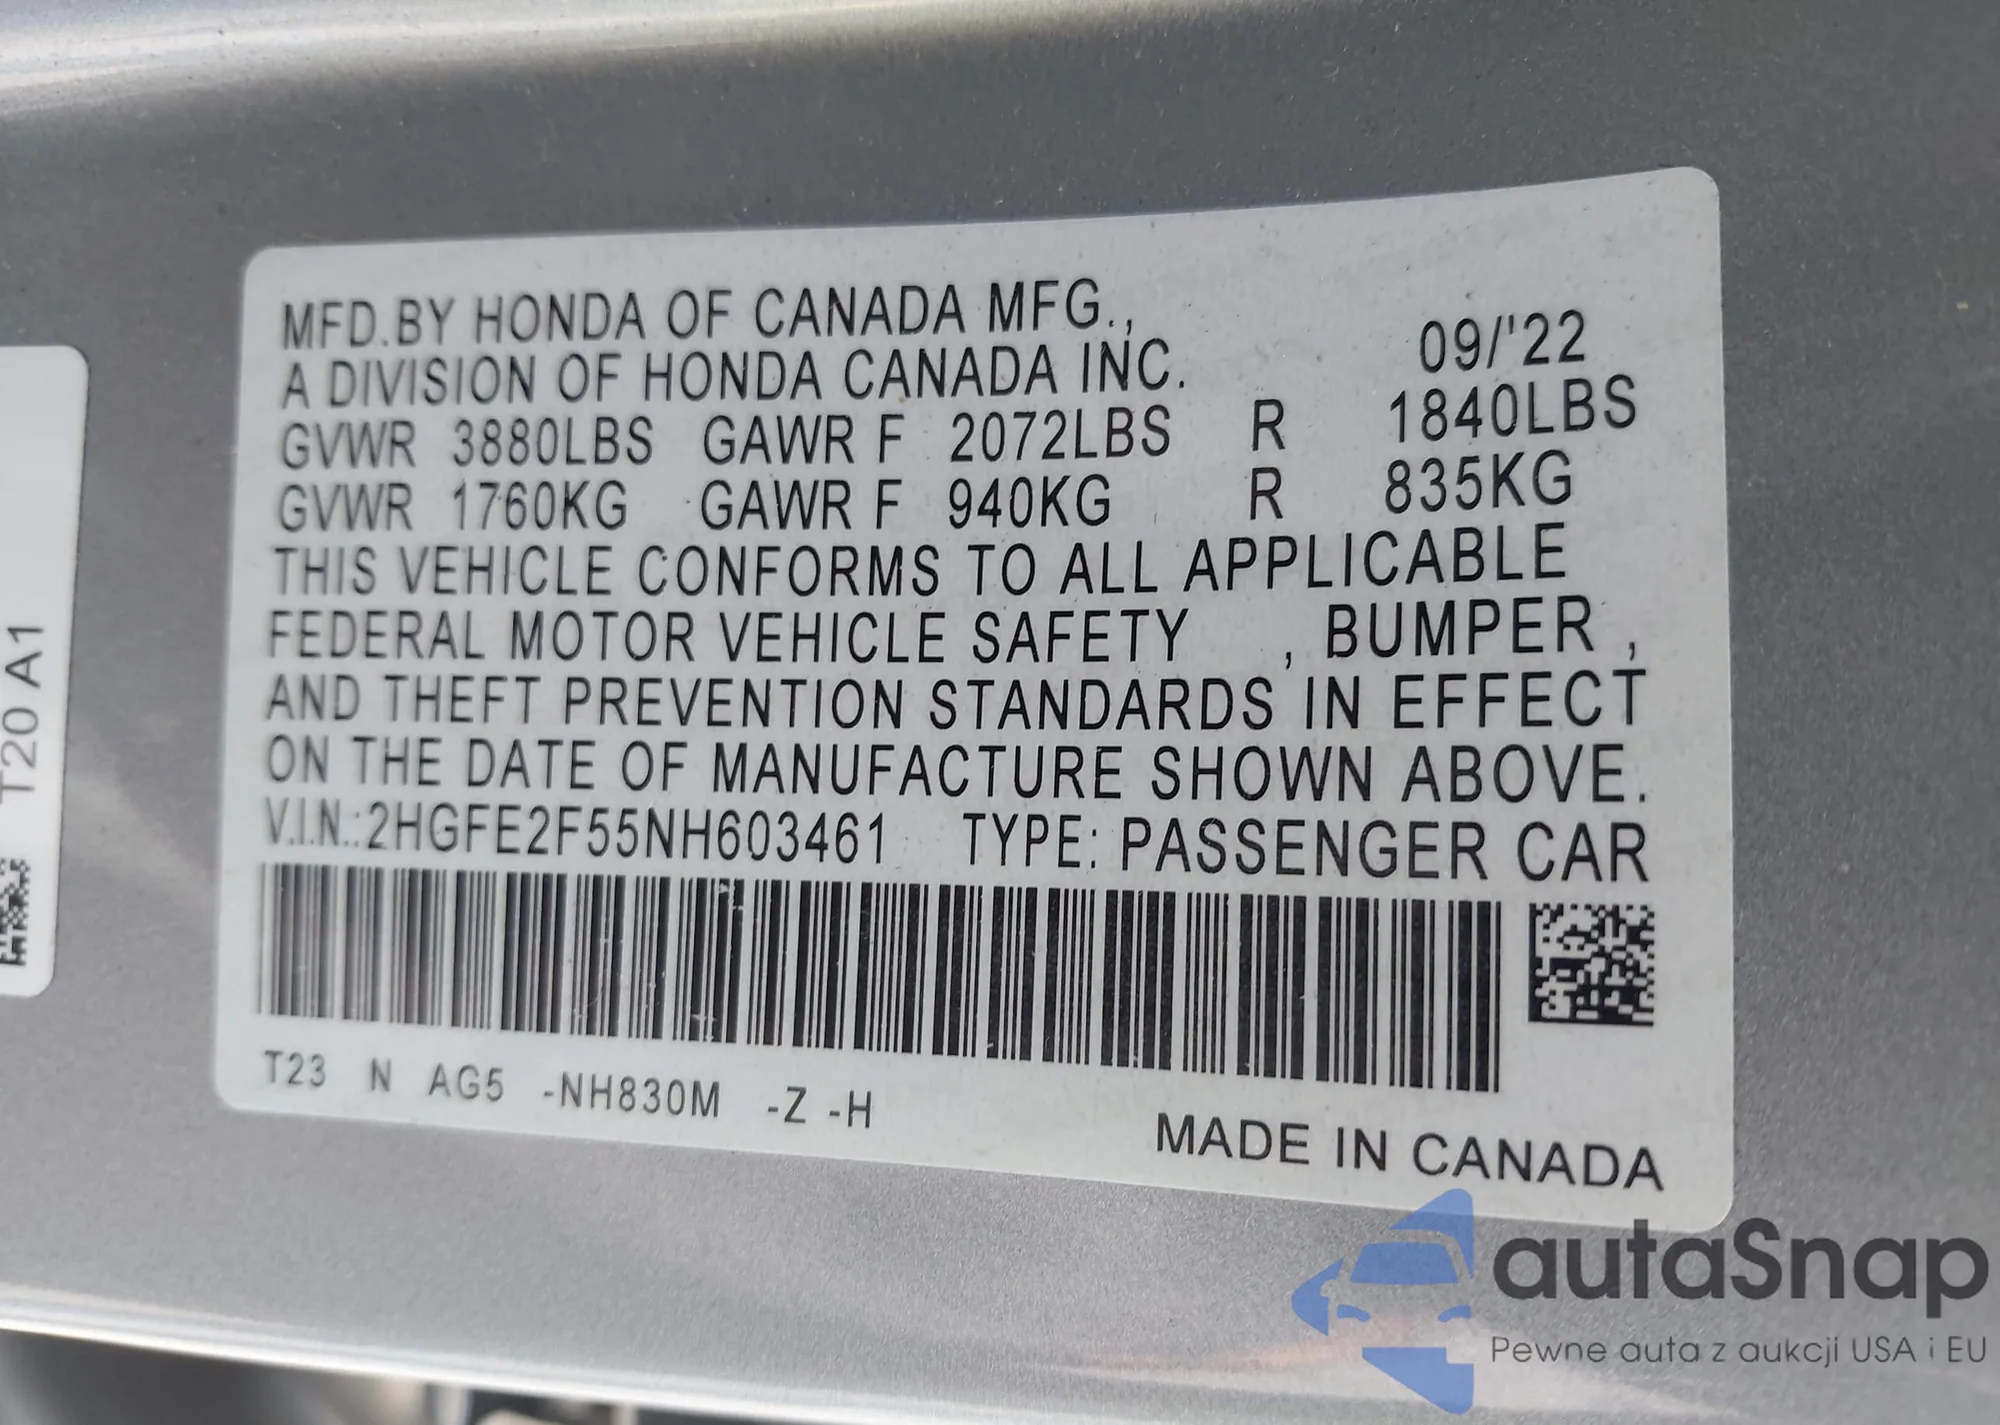 MFD.BY HONDA OF CANADA MFG.,
A DIVISION OF HONDA CANADA INC. 09/'22
GVWR 3880LBS GAWR F 2072LBS R 1840LBS
GVWR 1760KG GAWR F 940KG R 835KG
THIS VEHICLE CONFORMS TO ALL APPLICABLE
FEDERAL MOTOR VEHICLE SAFETY , BUMPER ,
AND THEFT PREVENTION STANDARDS IN EFFECT
ON THE DATE OF MANUFACTURE SHOWN ABOVE.
V.I.N.:2HGFE2F55NH603461 TYPE: PASSENGER CAR
T23 N AG5 -NH830M -Z -H
MADE IN CANADA
T20 A1
autaSnap
Pewne auta z aukcji USA i EU